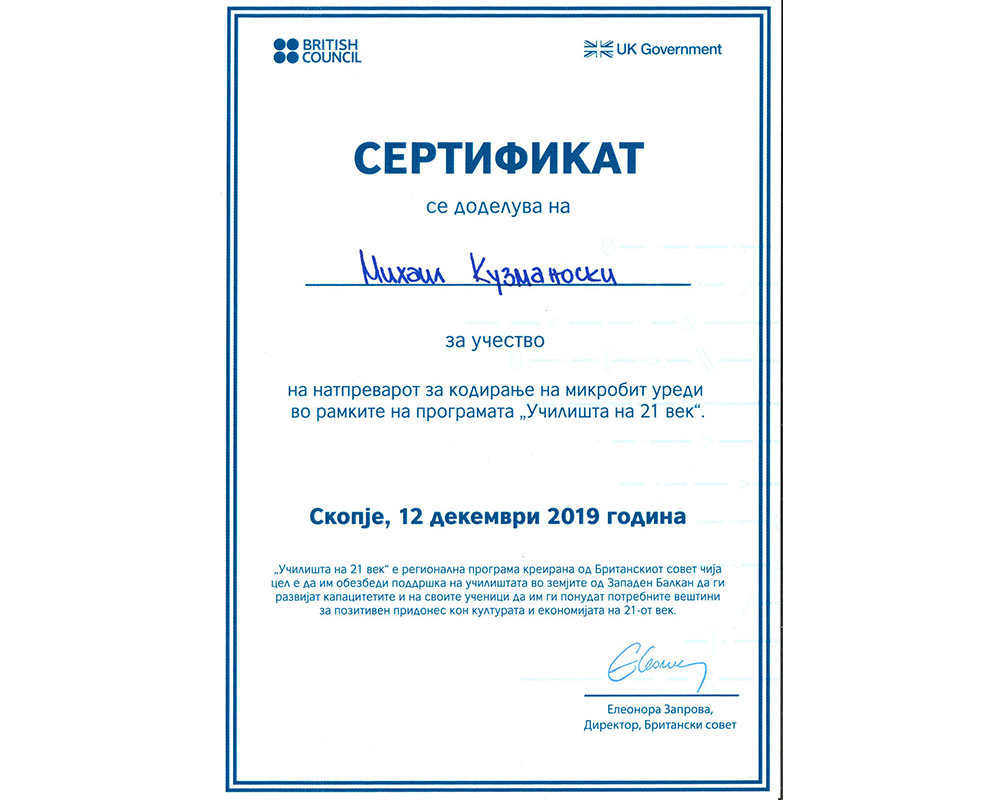 BRITISH
COUNCIL
UK Government
СЕРТИФИКАТ
се доделува на
Михаил Кузманоски
за учество
на натпреварот за кодирање на микробит уреди
во рамките на програмата „Училишта на 21 век“.
Скопје, 12 декември 2019 година
„Училишта на 21 век“ е регионална програма креирана од Британскиот совет чија
цел е да им обезбеди поддршка на училиштата во земјите од Западен Балкан да ги
развијат капацитетите и на своите ученици да им ги понудат потребните вештини
за позитивен придонес кон културата и економијата на 21-от век.
Елеонора Запрова,
Директор, Британски совет